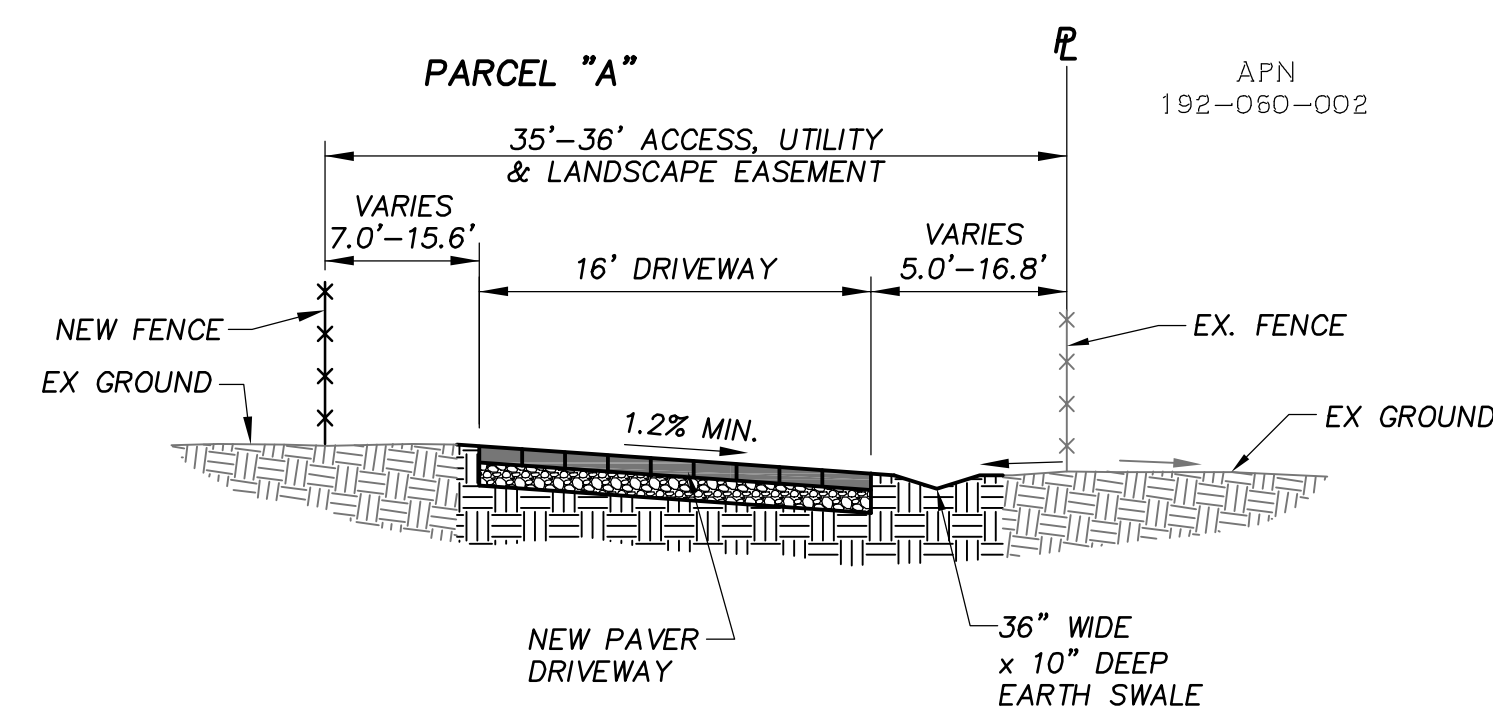 PL
PARCEL "A"
APN
192-060-002
35'-36' ACCESS, UTILITY
& LANDSCAPE EASEMENT
VARIES
7.0'-15.6'
16' DRIVEWAY
VARIES
5.0'-16.8'
NEW FENCE
EX. FENCE
EX GROUND
1.2% MIN.
EX GROUND
NEW PAVER
DRIVEWAY
36" WIDE
x 10" DEEP
EARTH SWALE